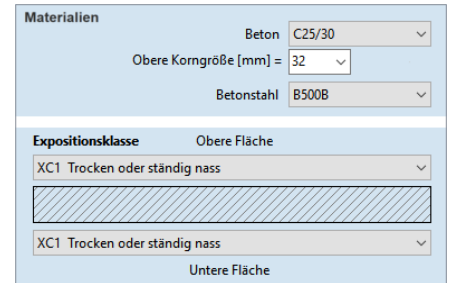 Materialien
Beton C25/30
Obere Korngröße [mm] = 32
Betonstahl B500B
Expositionsklasse Obere Fläche
XC1 Trocken oder ständig nass
XC1 Trocken oder ständig nass
Untere Fläche